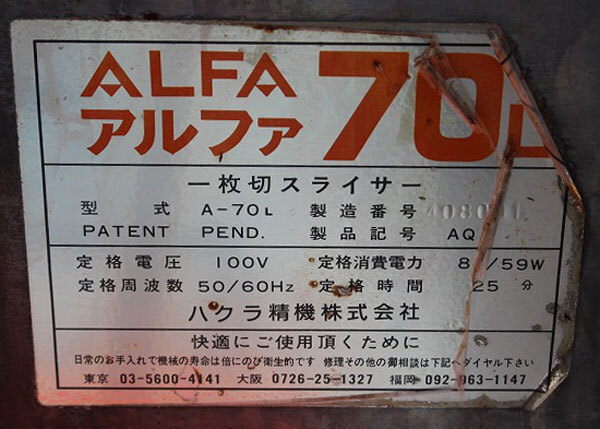 ALFA
アルファ 70L
一枚切スライサー
型式 A-70L 製造番号
PATENT PEND. 製品記号 AQ
定格電圧 100V 定格消費電力 /59W
定格周波数 50/60Hz 定格時間 25分
ハクラ精機株式会社
快適にご使用頂くために
日常のお手入れで機械の寿命は倍にのび衛生的です 修理その他の御相談は下記へダイヤル下さい
東京 03-5600-4141 大阪 0726-25-1327 福岡 092-963-1147